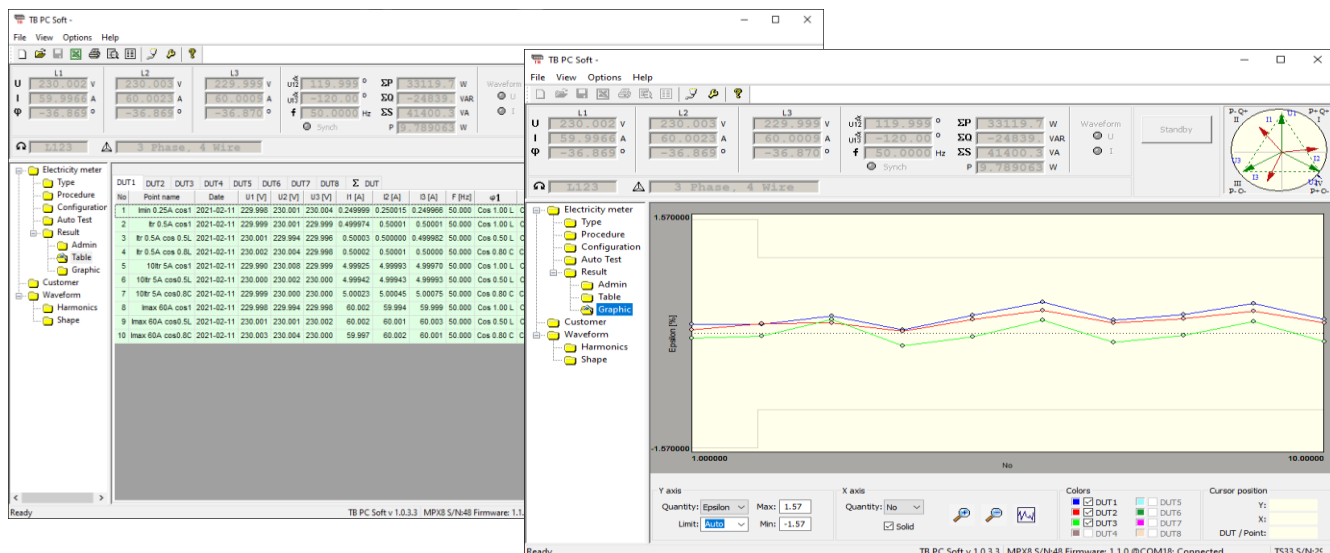 TB PC Soft -
File View Options Help
L1 L2 L3
U 230.002 V 230.003 V 229.999 V U12 119.999 ° ΣP 33119.7 W Waveform
I 59.9966 A 60.0023 A 60.0009 A U13 -120.00 ° ΣQ -24839. VAR U
φ -36.869 ° -36.869 ° -36.870 ° f 50.0000 Hz ΣS 41400.3 VA I
Synch P 9.789063 W
L123 3 Phase, 4 Wire
Electricity meter
Type
Procedure
Configuration
Auto Test
Result
Admin
Table
Graphic
Customer
Waveform
Harmonics
Shape
DUT1 DUT2 DUT3 DUT4 DUT5 DUT6 DUT7 DUT8 Σ DUT
No Point name Date U1 [V] U2 [V] U3 [V] I1 [A] I2 [A] I3 [A] F [Hz] φ1
1 Imin 0.25A cos1 2021-02-11 229.998 230.001 230.004 0.249999 0.250015 0.249966 50.000 Cos 1.00 L C
2 Itr 0.5A cos1 2021-02-11 229.999 230.001 229.999 0.499974 0.50001 0.50001 50.000 Cos 1.00 L C
3 Itr 0.5A cos 0.5L 2021-02-11 230.001 229.994 229.996 0.50003 0.500000 0.499982 50.000 Cos 0.50 L C
4 Itr 0.5A cos 0.8L 2021-02-11 230.002 230.004 229.998 0.50002 0.50001 0.50006 50.000 Cos 0.80 C C
5 10Itr 5A cos1 2021-02-11 229.990 230.008 229.999 4.99925 4.99993 4.99970 50.000 Cos 1.00 L C
6 10Itr 5A cos0.5L 2021-02-11 230.000 230.002 230.000 4.99942 4.99943 4.99993 50.000 Cos 0.50 L C
7 10Itr 5A cos0.8C 2021-02-11 229.999 230.000 230.000 5.00023 5.00045 5.00075 50.000 Cos 0.80 C C
8 Imax 60A cos1 2021-02-11 229.998 229.994 229.999 60.002 59.994 59.999 50.000 Cos 1.00 L C
9 Imax 60A cos0.5L 2021-02-11 230.001 230.001 230.002 60.002 60.001 60.003 50.000 Cos 0.50 L C
10 Imax 60A cos0.8C 2021-02-11 230.003 230.004 230.000 59.997 60.002 60.001 50.000 Cos 0.80 C C
Ready TB PC Soft v 1.0.3.3 MPX8 S/N:48 Firmware: 1.1.
TB PC Soft -
File View Options Help
L1 L2 L3
U 230.002 V 230.003 V 229.999 V U12 119.999 ° ΣP 33119.7 W Waveform
I 59.9966 A 60.0023 A 60.0009 A U13 -120.00 ° ΣQ -24839. VAR U
φ -36.869 ° -36.869 ° -36.870 ° f 50.0000 Hz ΣS 41400.3 VA I
Synch P 9.789063 W
Standby
P- Q+ P+ Q+
II I1 U1 I
I2
U3 I3 U2
III IV
P- Q- P+ Q-
L123 3 Phase, 4 Wire
Electricity meter
Type
Procedure
Configuration
Auto Test
Result
Admin
Table
Graphic
Customer
Waveform
Harmonics
Shape
1.570000
Epsilon [%]
-1.570000
1.000000 No 10.00000
Y axis X axis Colors Cursor position
Quantity: Epsilon Max: 1.57 Quantity: No DUT1 DUT5 Y:
Limit: Auto Min: -1.57 Solid DUT2 DUT6 X:
DUT3 DUT7
DUT4 DUT8 DUT / Point:
Ready TB PC Soft v 1.0.3.3 MPX8 S/N:48 Firmware: 1.1.0 @COM18: Connected TS33 S/N:29